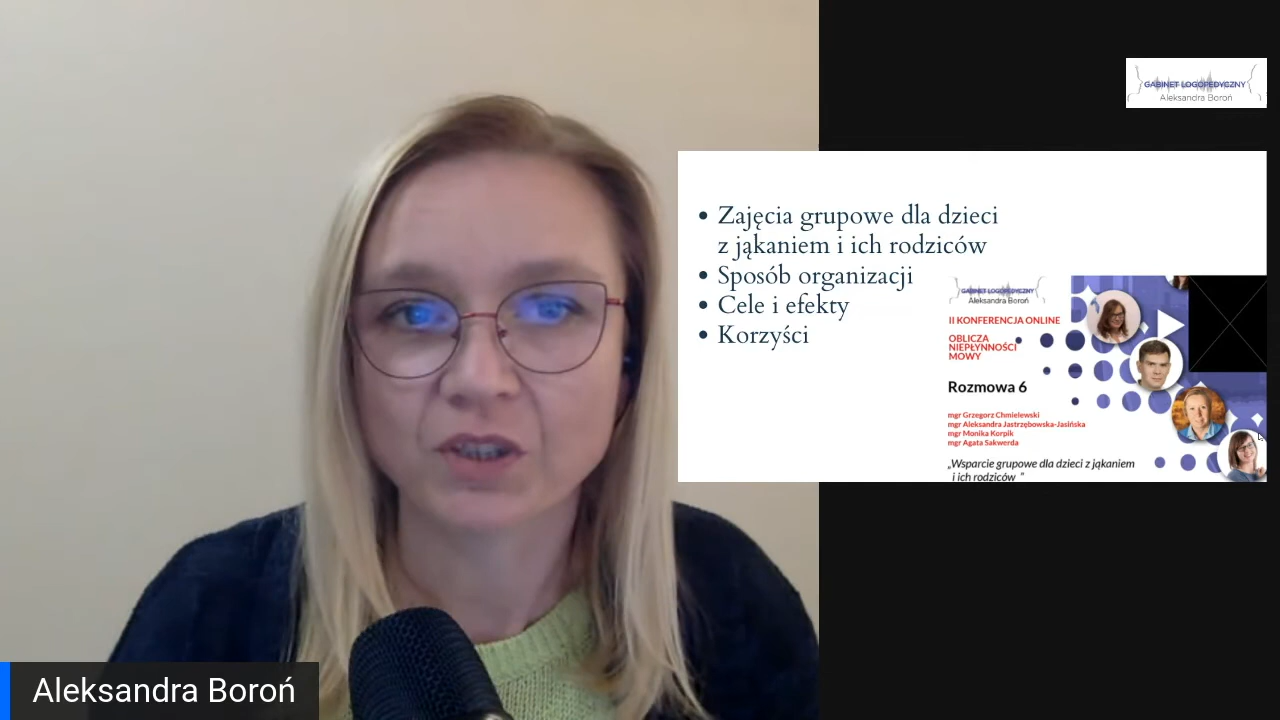 GABINET LOGOPEDYCZNY
Aleksandra Boroń
• Zajęcia grupowe dla dzieci
z jąkaniem i ich rodziców
• Sposób organizacji
• Cele i efekty
• Korzyści
GABINET LOGOPEDYCZNY
Aleksandra Boroń
II KONFERENCJA ONLINE
OBLICZA
NIEPŁYNNOŚCI
MOWY
Rozmowa 6
mgr Grzegorz Chmielewski
mgr Aleksandra Jastrzębowska-Jasińska
mgr Monika Korpik
mgr Agata Sakwerda
„Wsparcie grupowe dla dzieci z jąkaniem
i ich rodziców ”
Aleksandra Boroń